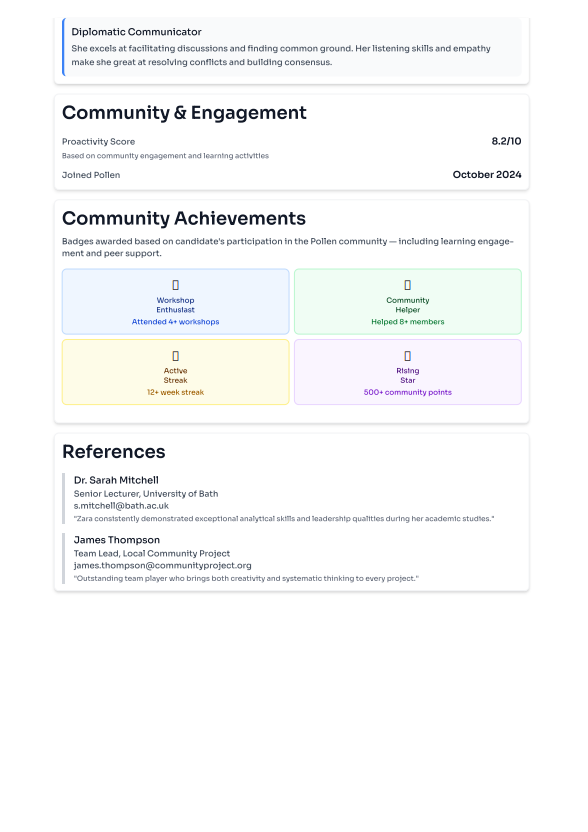 Diplomatic Communicator
She excels at facilitating discussions and finding common ground. Her listening skills and empathy
make she great at resolving conflicts and building consensus.
Community & Engagement
Proactivity Score
8.2/10
Based on community engagement and learning activities
Joined Pollen
October 2024
Community Achievements
Badges awarded based on candidate's participation in the Pollen community — including learning engage-
ment and peer support.
Workshop
Enthusiast
Attended 4+ workshops
Community
Helper
Helped 8+ members
Active
Streak
12+ week streak
Rising
Star
500+ community points
References
Dr. Sarah Mitchell
Senior Lecturer, University of Bath
s.mitchell@bath.ac.uk
"Zara consistently demonstrated exceptional analytical skills and leadership qualities during her academic studies."
James Thompson
Team Lead, Local Community Project
james.thompson@communityproject.org
"Outstanding team player who brings both creativity and systematic thinking to every project."